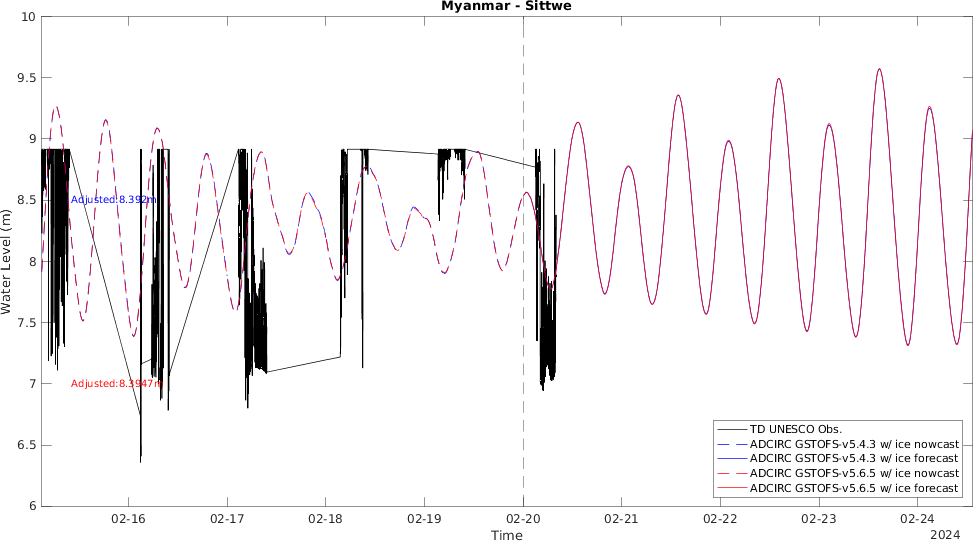 Myanmar - Sittwe
10
9.5
9
8.5
8
7.5
7
6.5
6
Water Level (m)
Adjusted:8.392m
Adjusted:8.3947m
TD UNESCO Obs.
ADCIRC GSTOFS-v5.4.3 w/ ice nowcast
ADCIRC GSTOFS-v5.4.3 w/ ice forecast
ADCIRC GSTOFS-v5.6.5 w/ ice nowcast
ADCIRC GSTOFS-v5.6.5 w/ ice forecast
02-16 02-17 02-18 02-19 02-20 02-21 02-22 02-23 02-24
Time
2024